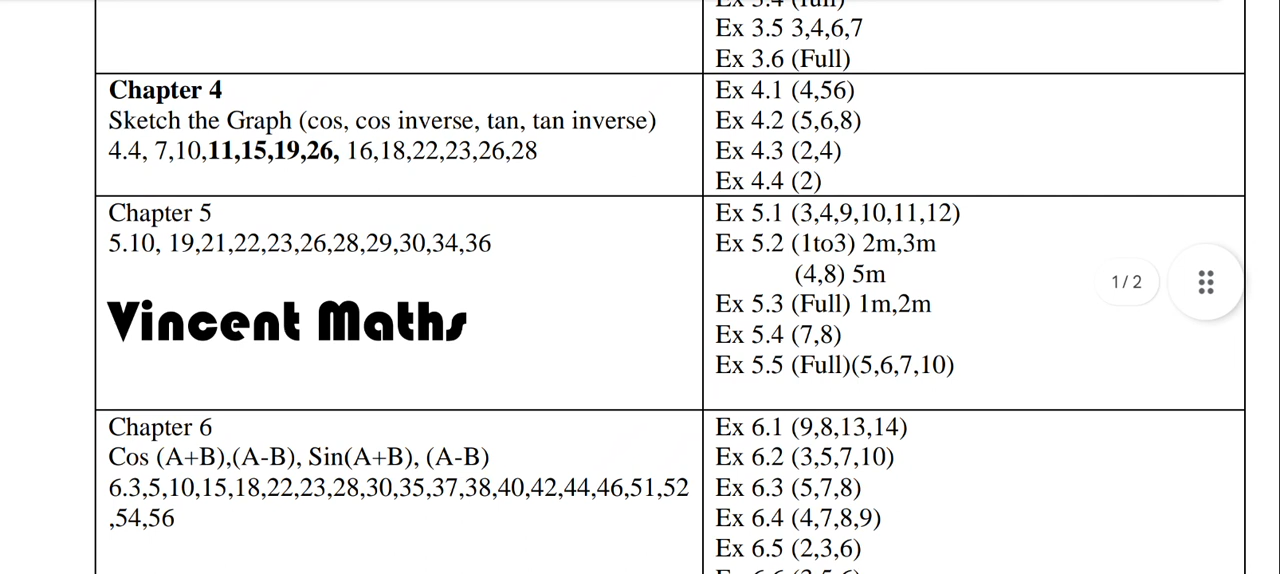 Ex 3.4 (full)
Ex 3.5 3,4,6,7
Ex 3.6 (Full)
Chapter 4
Sketch the Graph (cos, cos inverse, tan, tan inverse)
4.4, 7,10,11,15,19,26, 16,18,22,23,26,28
Ex 4.1 (4,56)
Ex 4.2 (5,6,8)
Ex 4.3 (2,4)
Ex 4.4 (2)
Chapter 5
5.10, 19,21,22,23,26,28,29,30,34,36
Vincent Maths
Ex 5.1 (3,4,9,10,11,12)
Ex 5.2 (1to3) 2m,3m
(4,8) 5m
Ex 5.3 (Full) 1m,2m
Ex 5.4 (7,8)
Ex 5.5 (Full)(5,6,7,10)
1/2
Chapter 6
Cos (A+B),(A-B), Sin(A+B), (A-B)
6.3,5,10,15,18,22,23,28,30,35,37,38,40,42,44,46,51,52
,54,56
Ex 6.1 (9,8,13,14)
Ex 6.2 (3,5,7,10)
Ex 6.3 (5,7,8)
Ex 6.4 (4,7,8,9)
Ex 6.5 (2,3,6)